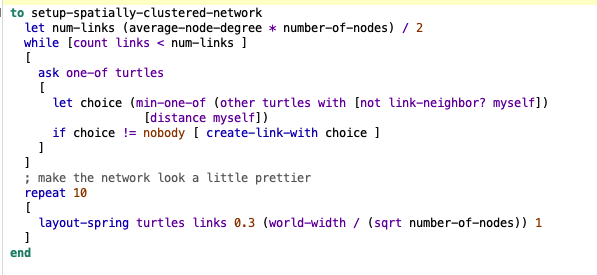 to setup-spatially-clustered-network
  let num-links (average-node-degree * number-of-nodes) / 2
  while [count links < num-links ]
  [
    ask one-of turtles
    [
      let choice (min-one-of (other turtles with [not link-neighbor? myself])
                   [distance myself])
      if choice != nobody [ create-link-with choice ]
    ]
  ]
  ; make the network look a little prettier
  repeat 10
  [
    layout-spring turtles links 0.3 (world-width / (sqrt number-of-nodes)) 1
  ]
end